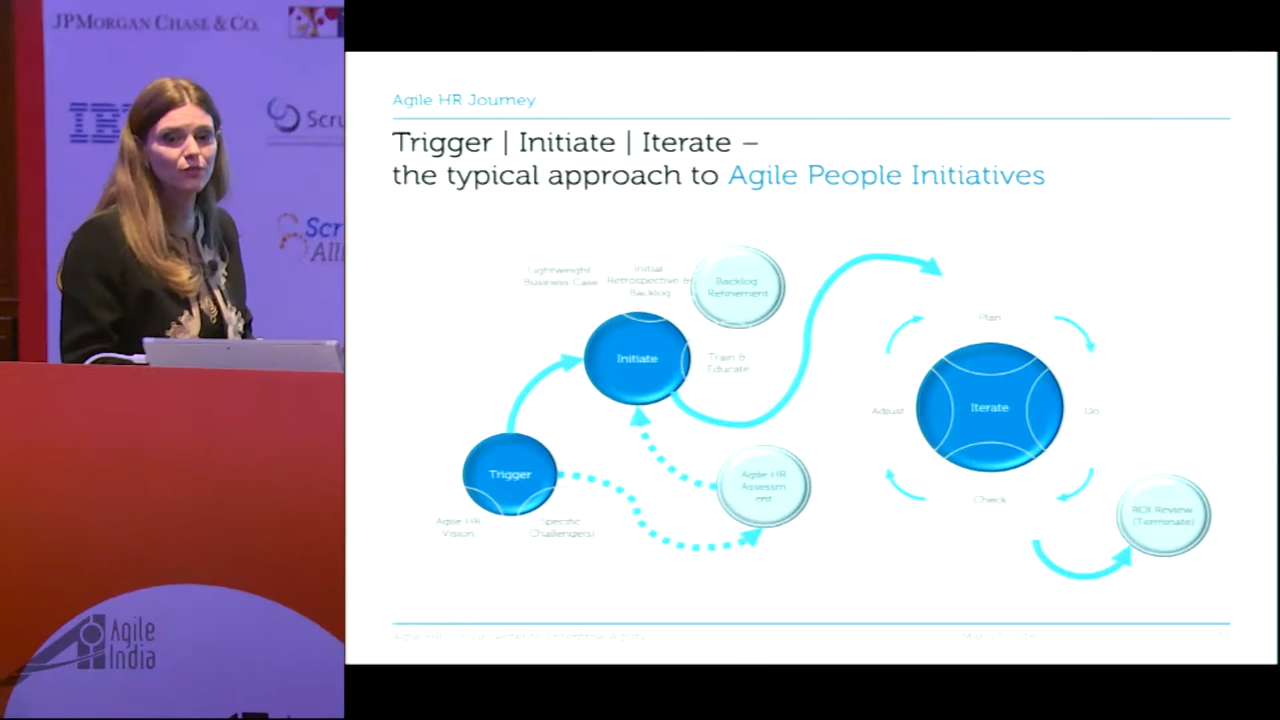 JPMORGAN CHASE & CO.
IBM
Scru
Scr
Alli
Agile
India
Agile HR Journey
Trigger | Initiate | Iterate –
the typical approach to Agile People Initiatives
Lightweight
Business Case
Initial
Retrospective &
Backlog
Backlog
Refinement
Initiate
Train &
Educate
Trigger
Agile HR
Vision
Specific
Challenge(s)
Agile HR
Assessm
ent
Plan
Adjust
Iterate
Do
Check
ROI Review
(Terminate)